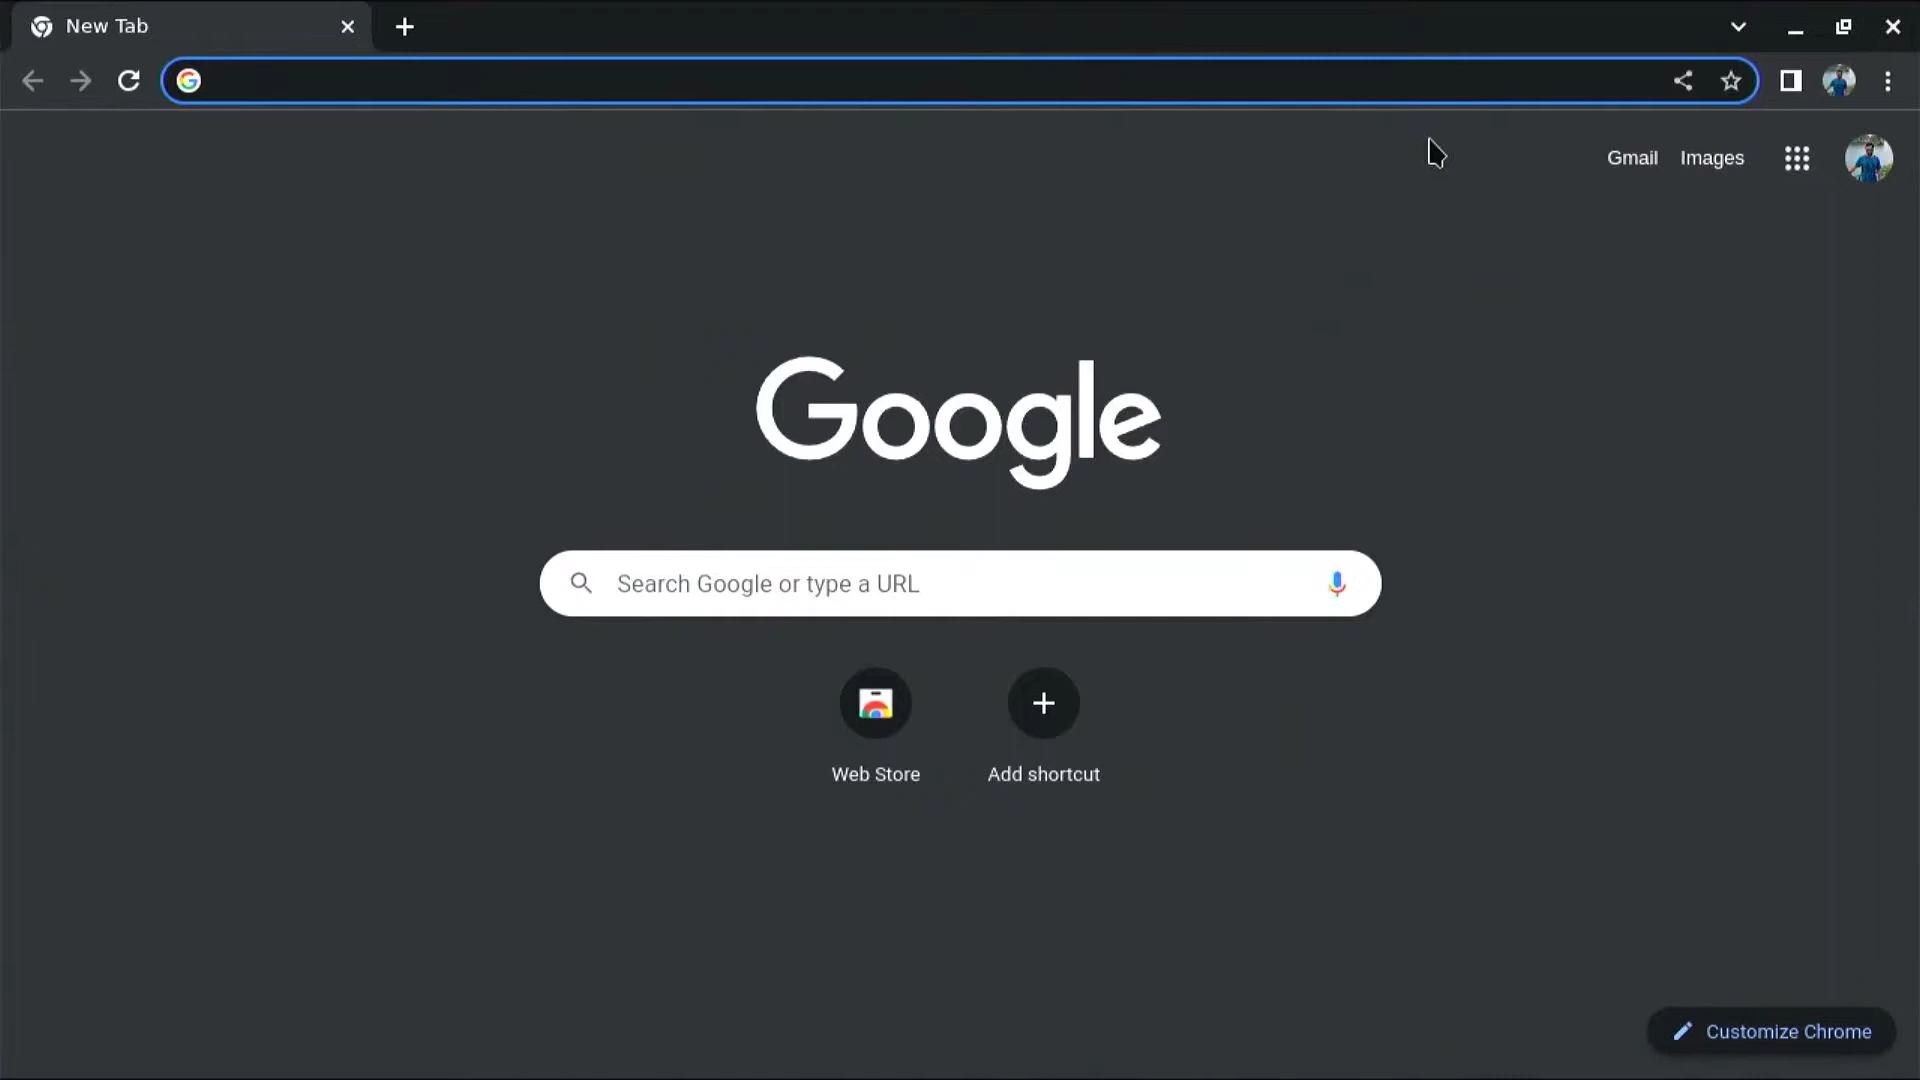 New Tab
Gmail Images
Google
Search Google or type a URL
Web Store Add shortcut
Customize Chrome